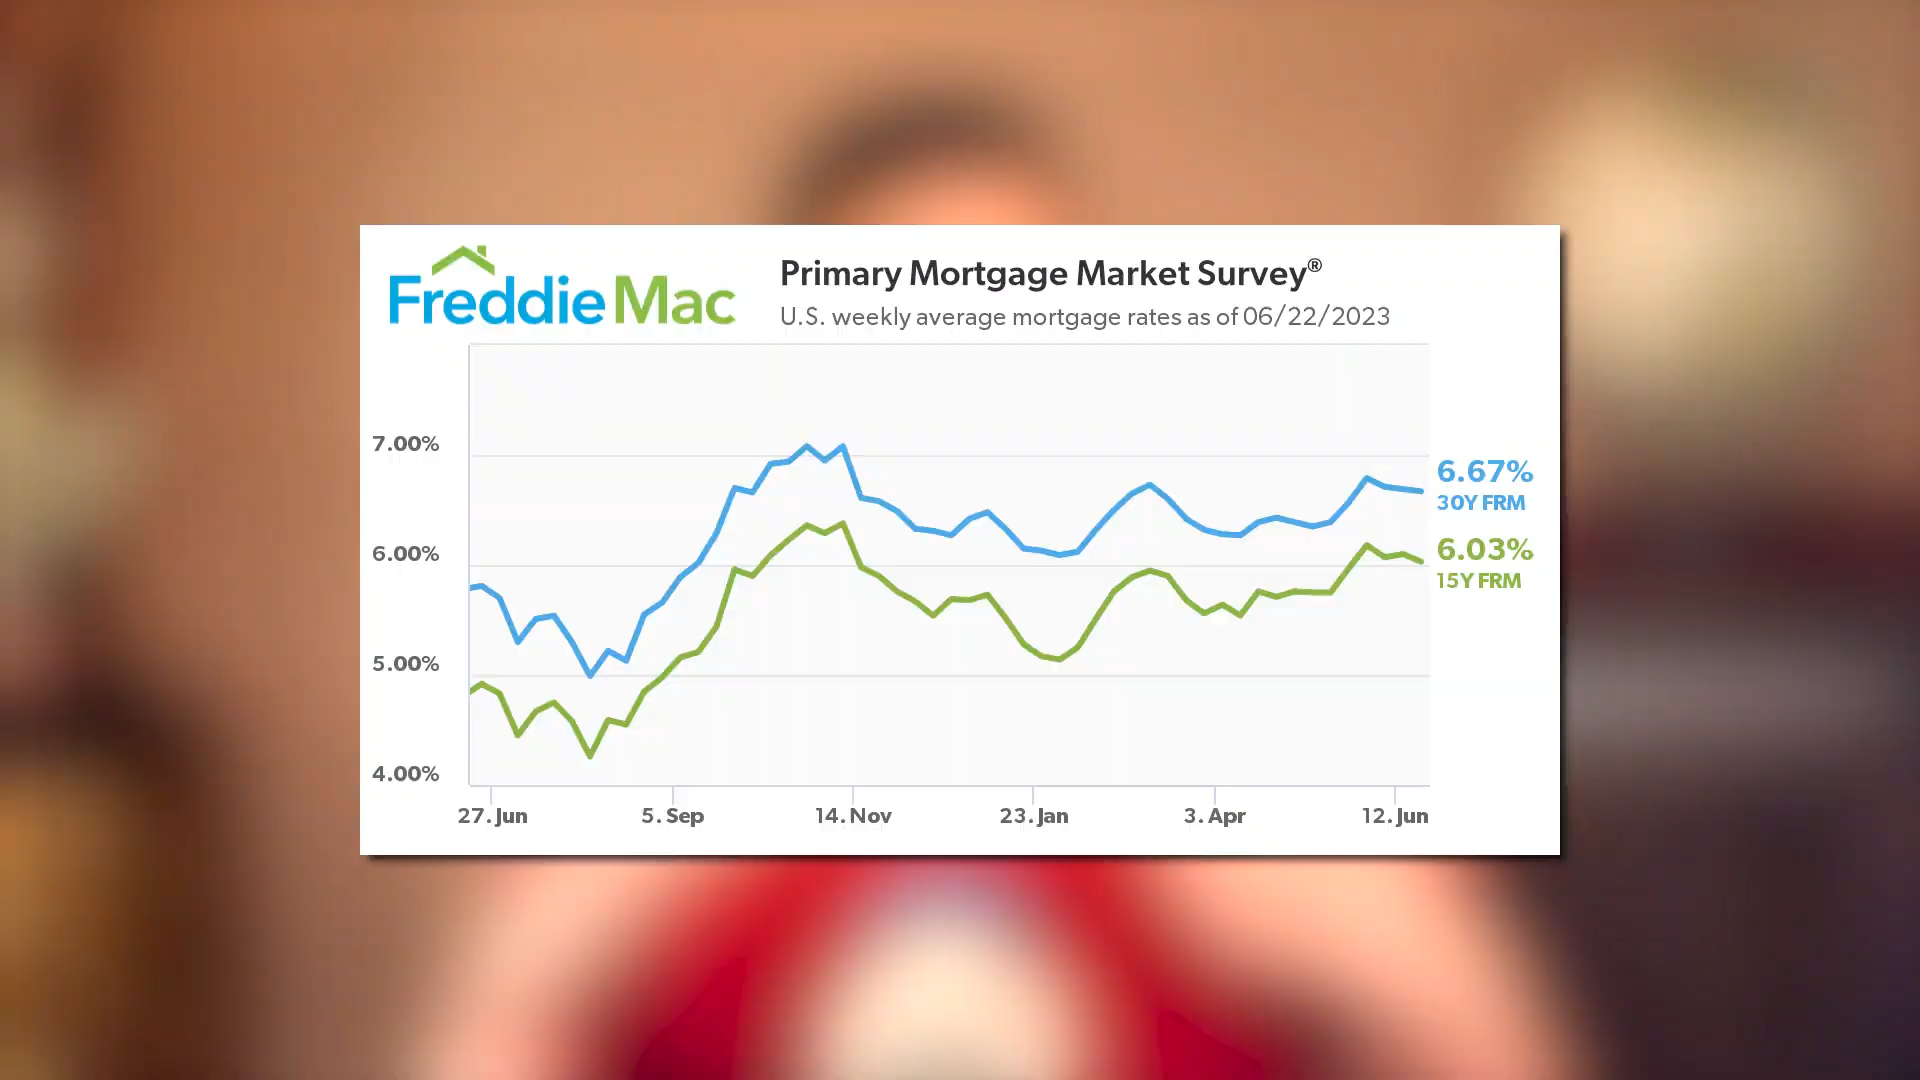 Freddie Mac
Primary Mortgage Market Survey®
U.S. weekly average mortgage rates as of 06/22/2023
7.00%
6.00%
5.00%
4.00%
6.67%
30Y FRM
6.03%
15Y FRM
27. Jun
5. Sep
14. Nov
23. Jan
3. Apr
12. Jun